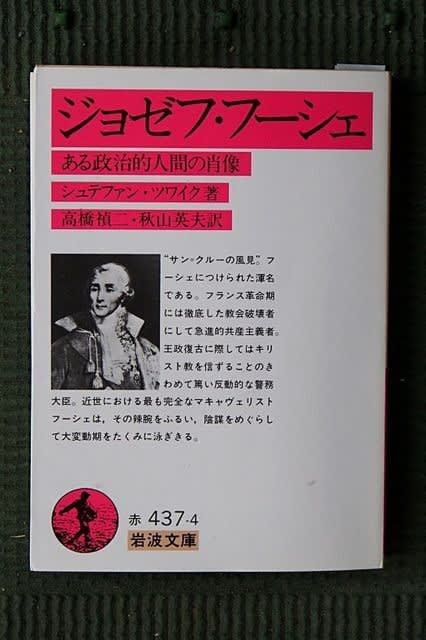 ジョゼフ・フーシェ
ある政治的人間の肖像
シュテファン・ツワイク著
高橋禎二・秋山英夫訳
“サン=クルーの風見”。フ
ーシェにつけられた渾名
である。フランス革命期
には徹底した教会破壊者
にして急進的共産主義者。
王政復古に際してはキリ
スト教を信ずることのき
わめて篤い反動的な警務
大臣。近世における最も完全なマキャヴェリスト
フーシェは，その辣腕をふるい，陰謀をめぐらし
て大変動期をたくみに泳ぎきる。
赤 437-4
岩波文庫